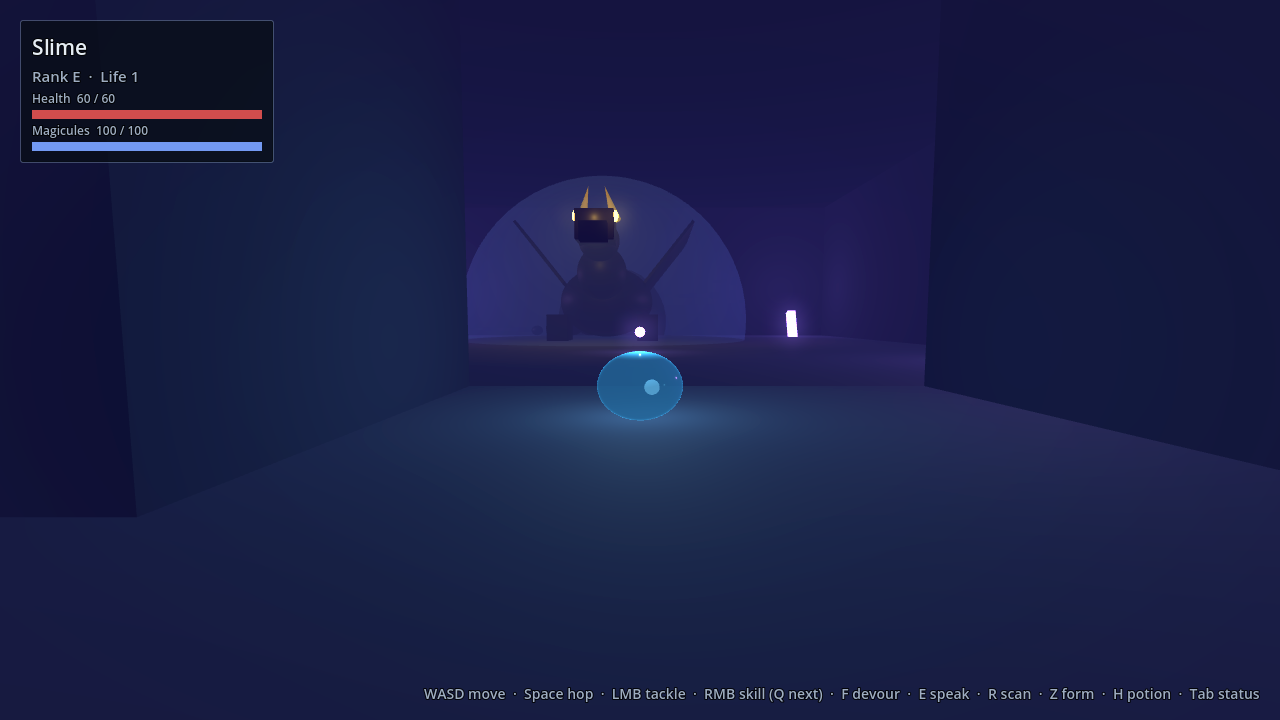 Slime
Rank E · Life 1
Health 60 / 60
Magicules 100 / 100
WASD move · Space hop · LMB tackle · RMB skill (Q next) · F devour · E speak · R scan · Z form · H potion · Tab status